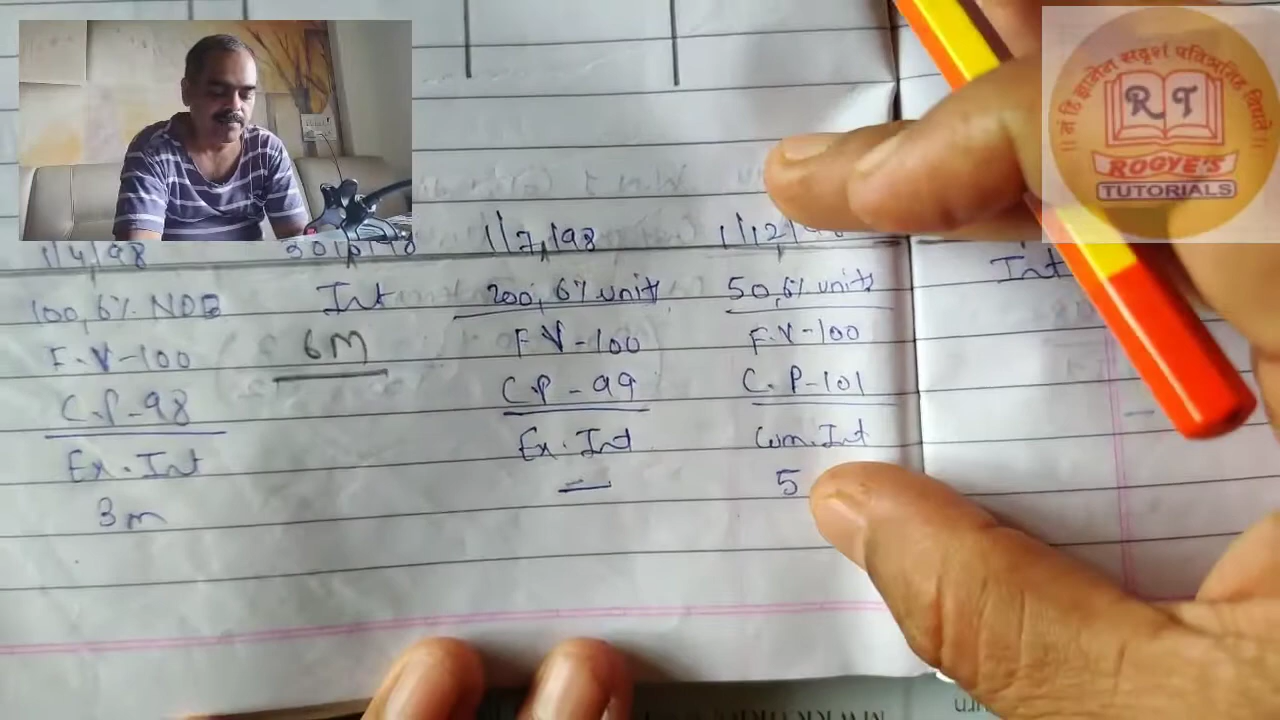 R T
ROGYE'S
TUTORIALS
1/4/98
30/6/98
1/7/98
1/12/
100, 6% NDB
F.V-100
C.P-98
Ex. Int
3m
Int
6M
200, 6% units
F.V-100
C.P-99
Ex. Int
—
50, 6% units
F.V-100
C.P-101
Cum. Int
5
Int